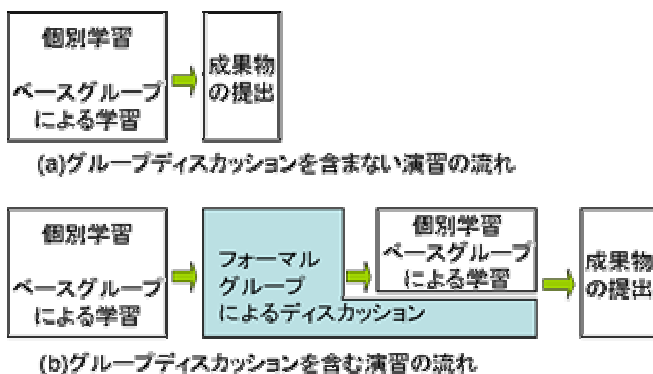 個別学習
ベースグループ
による学習
成果物
の提出
(a)グループディスカッションを含まない演習の流れ
個別学習
ベースグループ
による学習
フォーマル
グループ
によるディスカッション
個別学習
ベースグループ
による学習
成果物
の提出
(b)グループディスカッションを含む演習の流れ